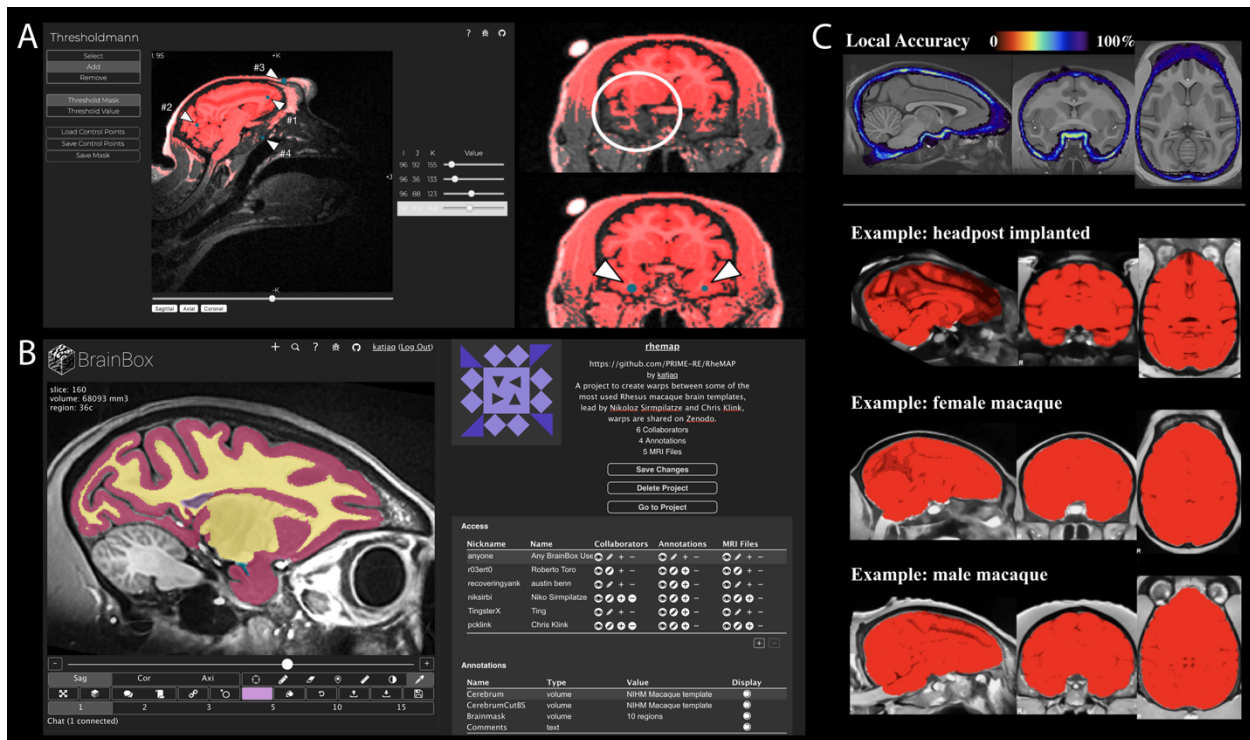 A
Thresholdmann
?
Select
Add
Remove
Threshold Mask
Threshold Value
Load Control Points
Save Control Points
Save Mask
I: 95
+K
#3
#2
#1
#4
+J
-K
I J K Value
96 92 155
96 36 133
96 88 123
Sagittal Axial Coronal
B
BrainBox
+ ? katjaq (Log Out)
slice: 160
volume: 68093 mm3
region: 36c
- +
Sag Cor Axi
1 2 3 5 10 15
Chat (1 connected)
rhemap
https://github.com/PRIME-RE/RheMAP
by katjaq
A project to create warps between some of the
most used Rhesus macaque brain templates,
lead by Nikoloz Sirmpilatze and Chris Klink,
warps are shared on Zenodo.
6 Collaborators
4 Annotations
5 MRI Files
Save Changes
Delete Project
Go to Project
Access
Nickname Name Collaborators Annotations MRI Files
anyone Any BrainBox Use
r03ert0 Roberto Toro
recoveringyank austin benn
niksirbi Niko Sirmpilatze
TingsterX Ting
pcklink Chris Klink
+ -
Annotations
Name Type Value Display
Cerebrum volume NIHM Macaque template
CerebrumCutBS volume NIHM Macaque template
Brainmask volume 10 regions
Comments text
C
Local Accuracy 0 100%
Example: headpost implanted
R
Example: female macaque
R
Example: male macaque
R